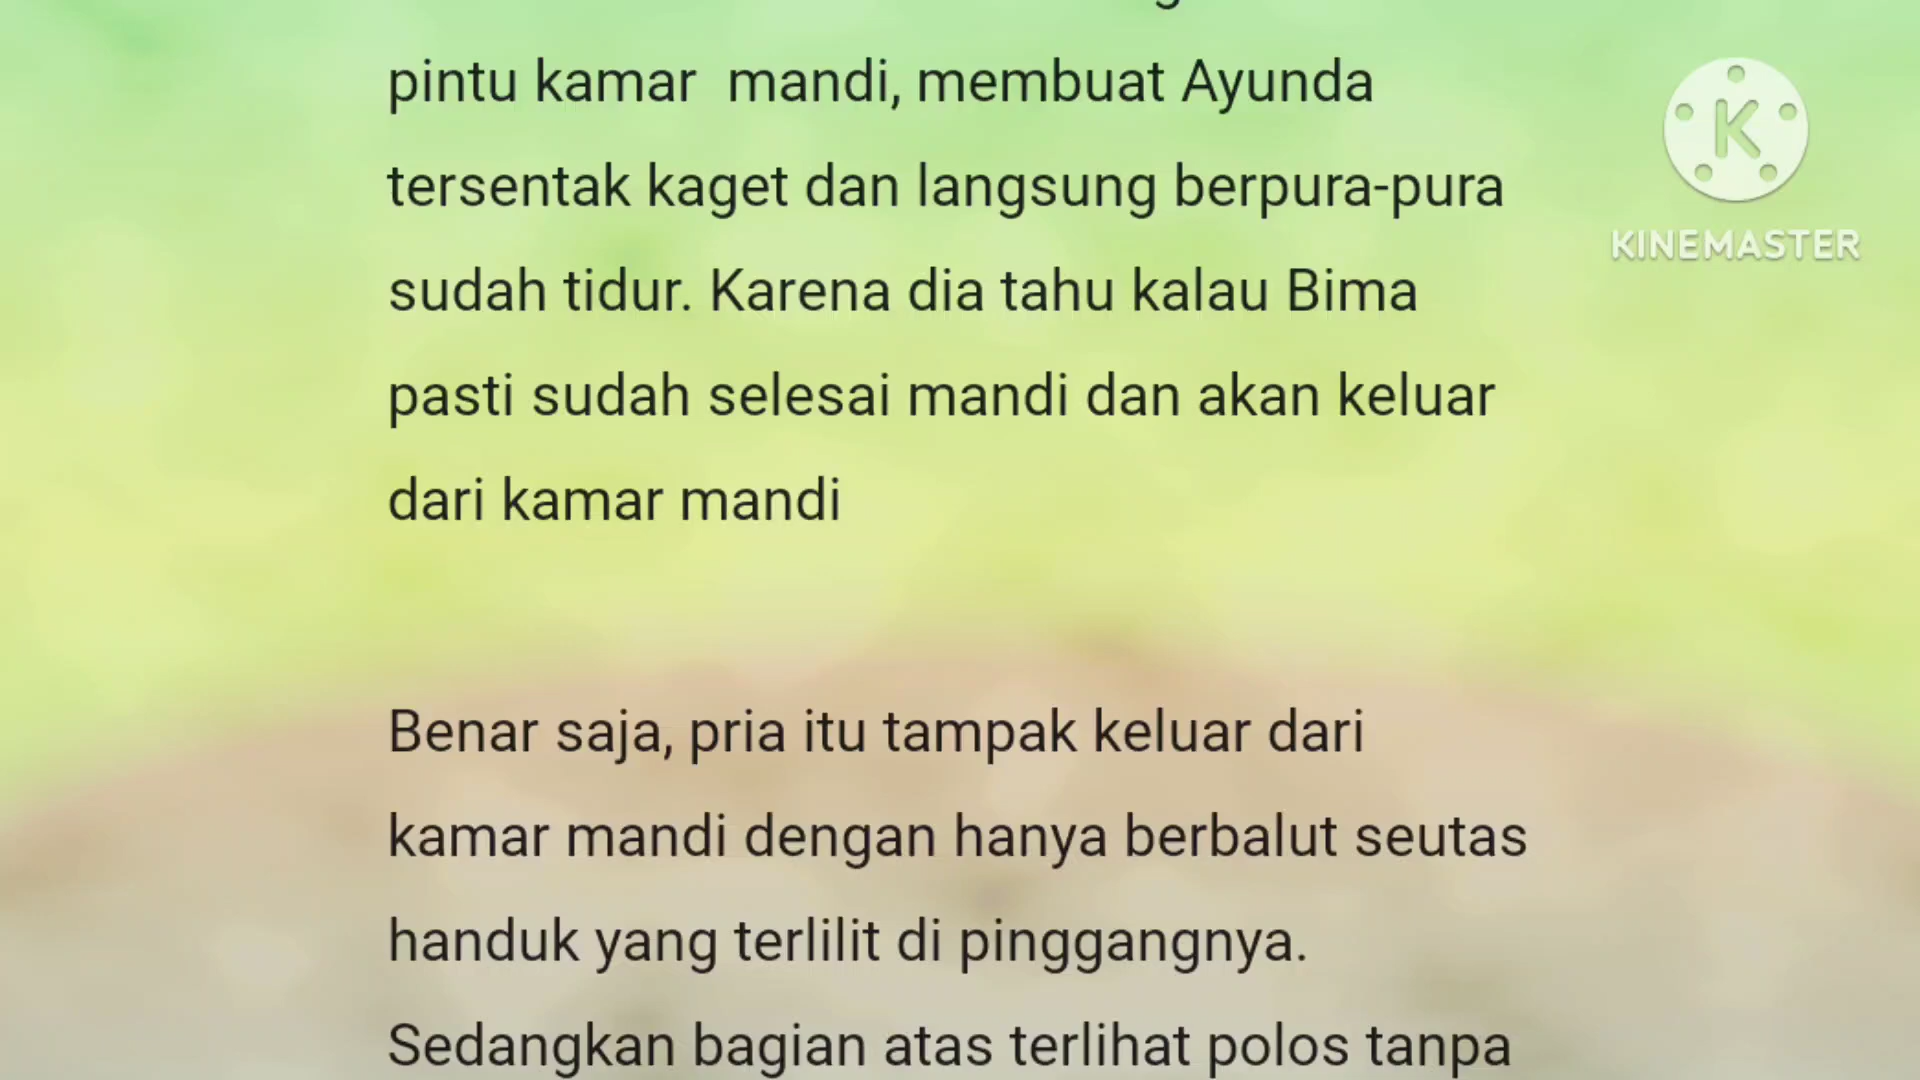 pintu kamar  mandi, membuat Ayunda
tersentak kaget dan langsung berpura-pura
sudah tidur. Karena dia tahu kalau Bima
pasti sudah selesai mandi dan akan keluar
dari kamar mandi
Benar saja, pria itu tampak keluar dari
kamar mandi dengan hanya berbalut seutas
handuk yang terlilit di pinggangnya.
Sedangkan bagian atas terlihat polos tanpa
K
KINEMASTER